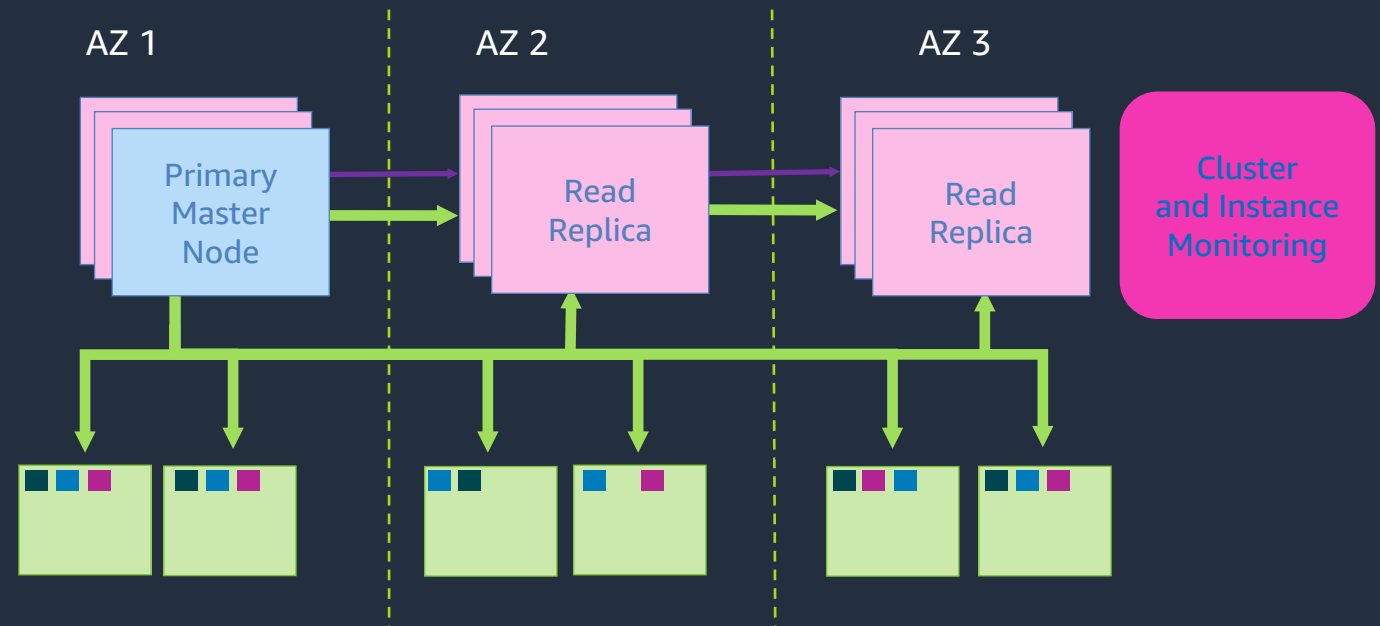 AZ 1
AZ 2
AZ 3
Primary
Master
Node
Read
Replica
Read
Replica
Cluster
and Instance
Monitoring